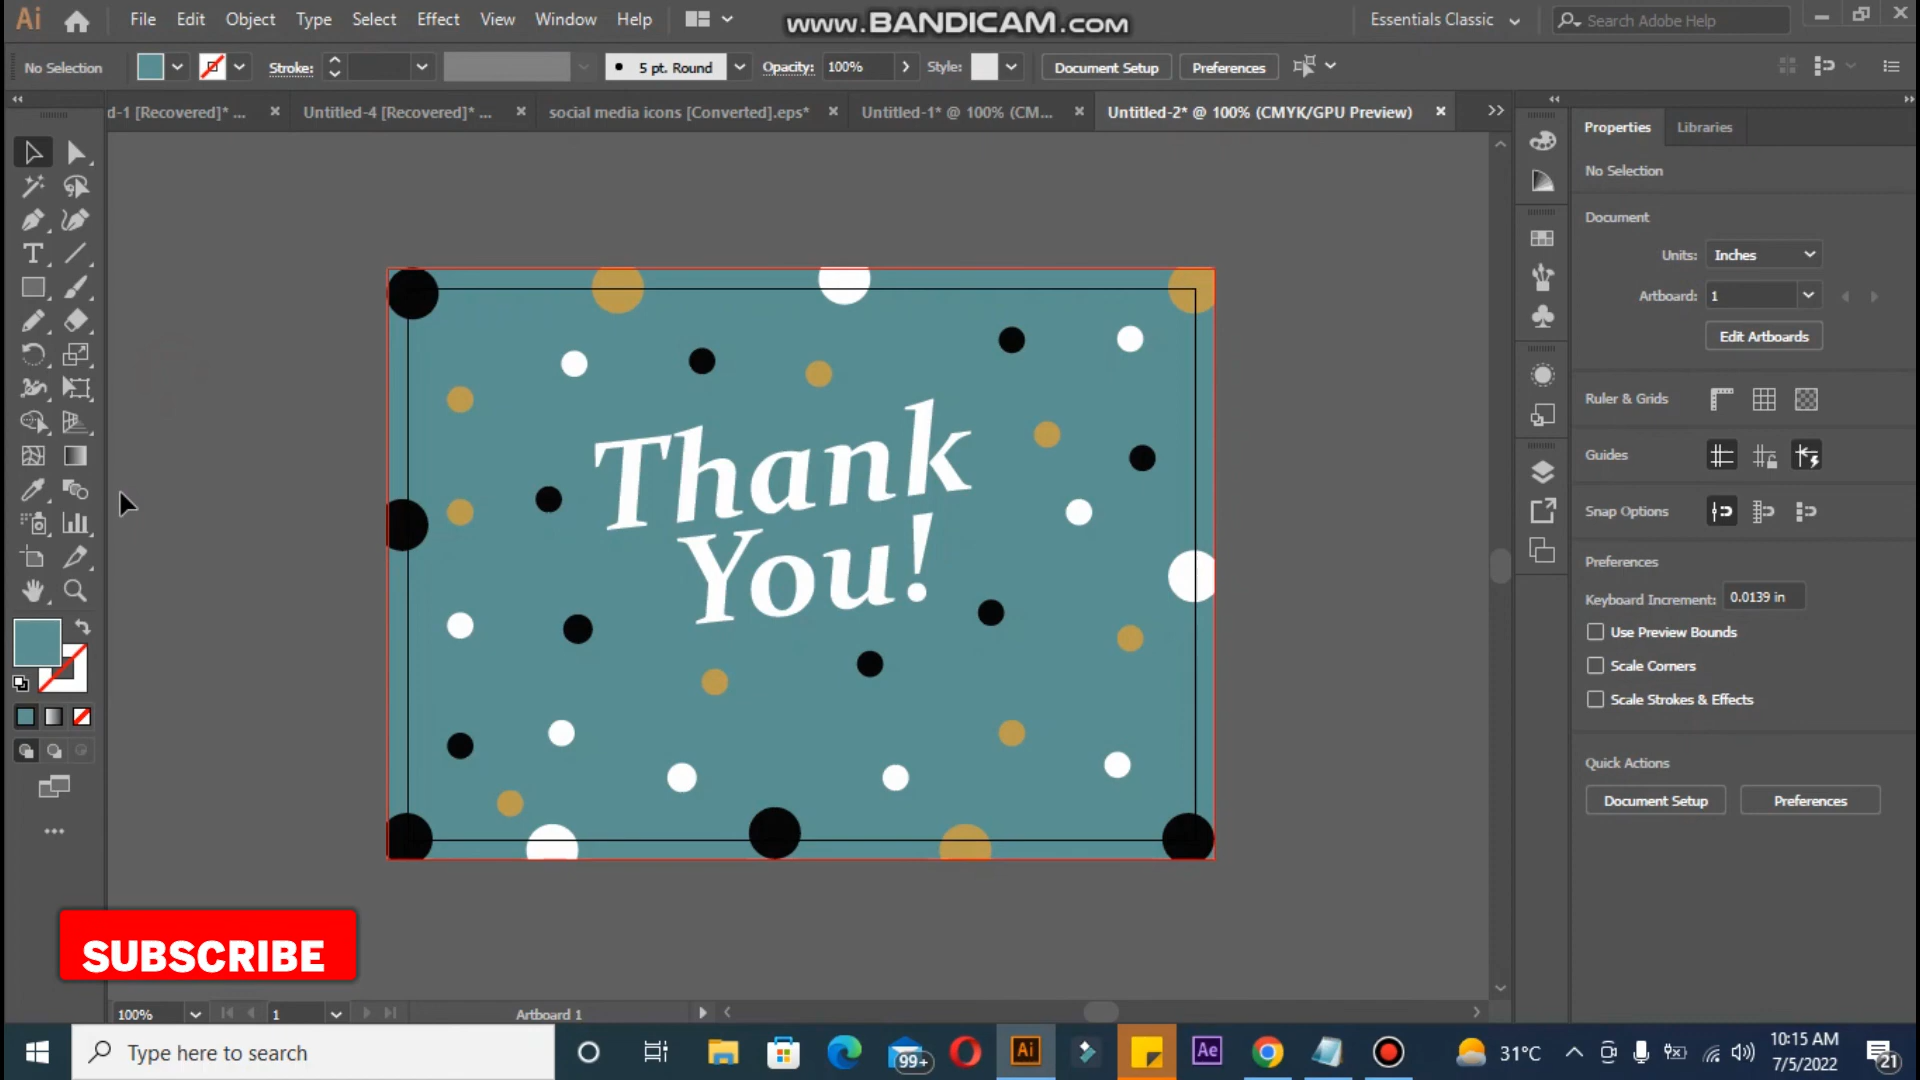 Ai File Edit Object Type Select Effect View Window Help www.BANDICAM.com Essentials Classic Search Adobe Help
No Selection Stroke: 5 pt. Round Opacity: 100% Style: Document Setup Preferences
d-1 [Recovered]* ... Untitled-4 [Recovered]* ... social media icons [Converted].eps* Untitled-1* @ 100% (CM... Untitled-2* @ 100% (CMYK/GPU Preview)
Properties Libraries
No Selection
Document
Units: Inches
Artboard: 1
Edit Artboards
Ruler & Grids
Guides
Snap Options
Preferences
Keyboard Increment: 0.0139 in
Use Preview Bounds
Scale Corners
Scale Strokes & Effects
Quick Actions
Document Setup Preferences
Thank
You!
SUBSCRIBE
100% 1 Artboard 1
Type here to search 99+ Ai Ae 31°C 10:15 AM
7/5/2022 21